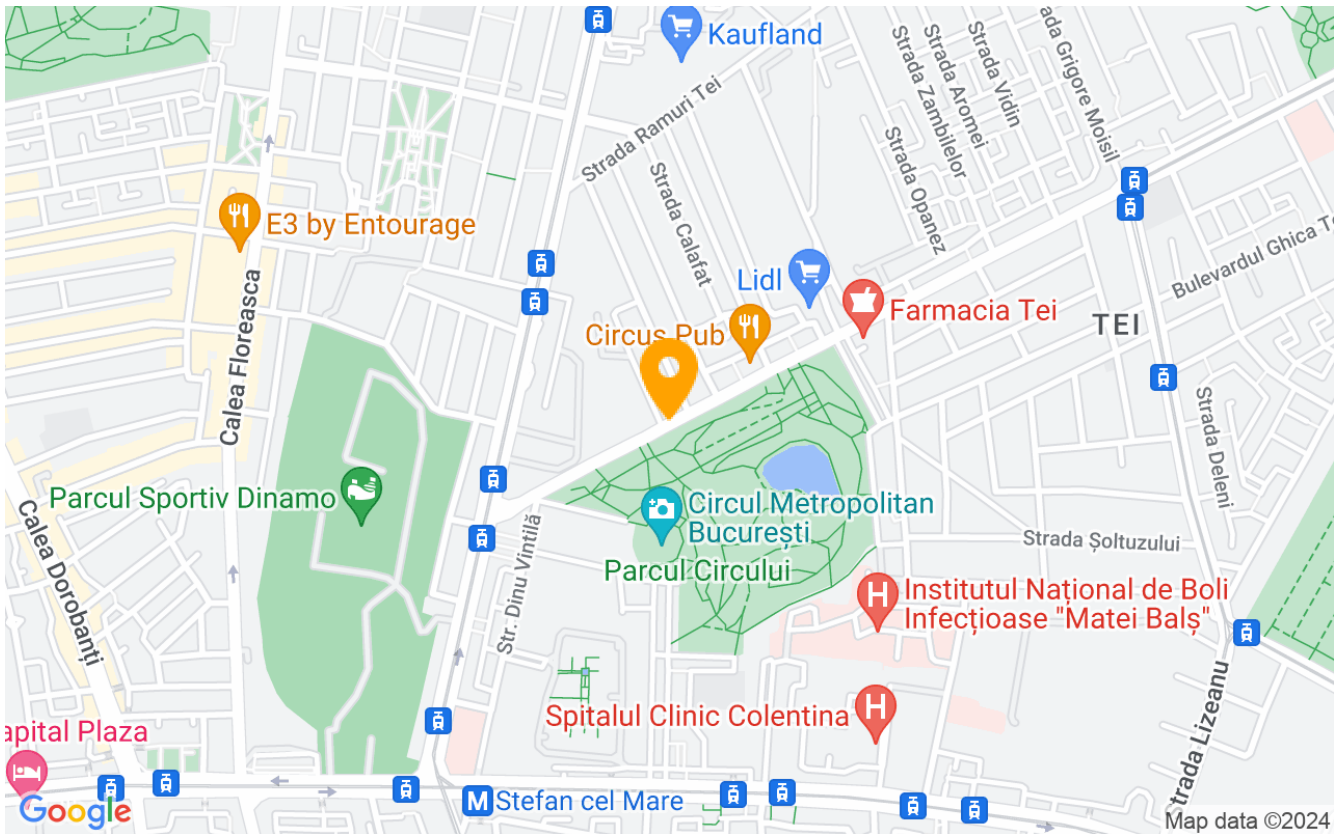 Kaufland
Strada Ramuri Tei
Strada Calafat
Strada Zambilelor
Strada Aromei
Strada Vidin
ada Grigore Moisil
Strada Opanez
E3 by Entourage
Calea Floreasca
Lidl
Circus Pub
Farmacia Tei
TEI
Bulevardul Ghica Te
Strada Deleni
Parcul Sportiv Dinamo
Calea Dorobanți
Str. Dinu Vintilă
Circul Metropolitan
București
Parcul Circului
Strada Șoltuzului
H
Institutul Național de Boli
Infecțioase "Matei Balș"
H
Spitalul Clinic Colentina
Strada Lizeanu
apital Plaza
M
Stefan cel Mare
Google
Map data ©2024